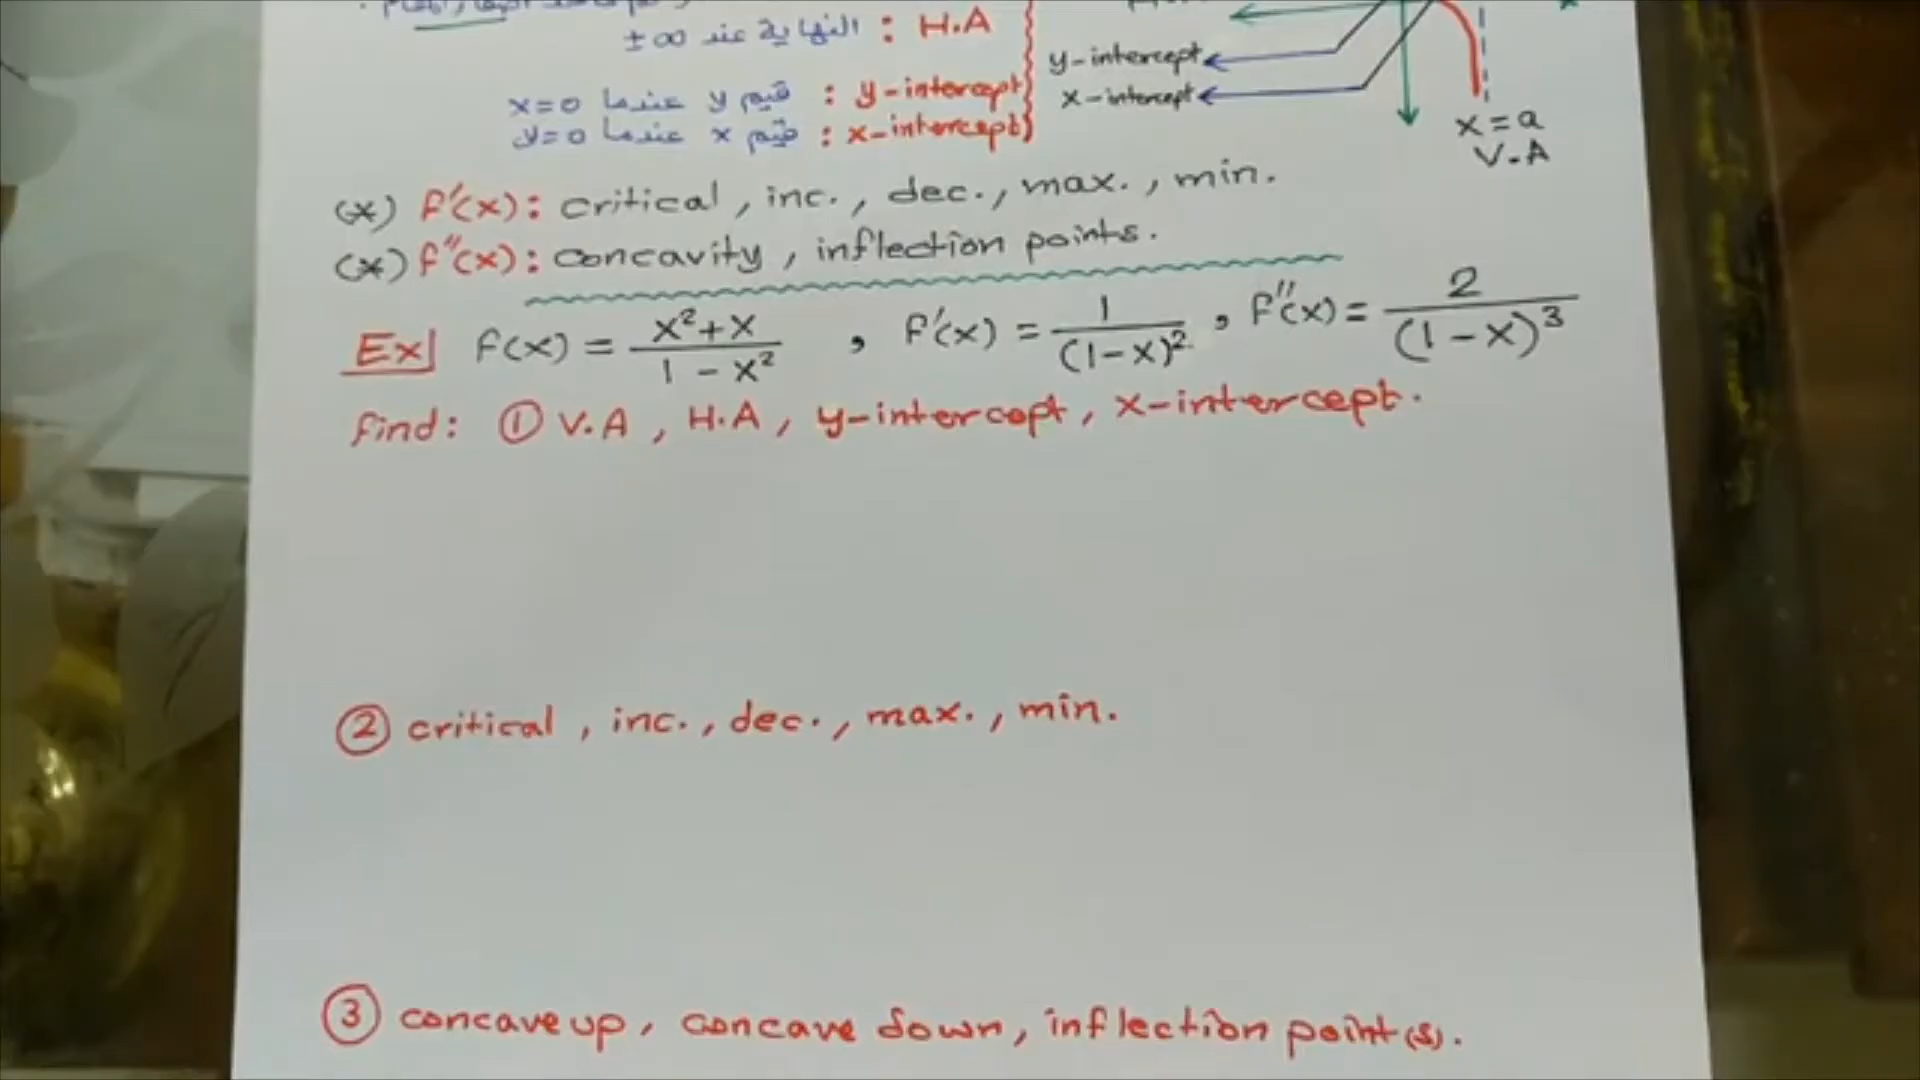 H.A : النهاية عند ±∞
y-intercept : قيم y عندما x=0
x-intercept : قيم x عندما y=0
y-intercept
x-intercept
x=a
V.A
(*) f'(x): critical, inc., dec., max., min.
(*) f''(x): concavity, inflection points.
Ex] f(x) = (x²+x)/(1-x²) , f'(x) = 1/(1-x)² , f''(x) = 2/(1-x)³
find: ① V.A, H.A, y-intercept, x-intercept.
② critical, inc., dec., max., min.
③ concave up, concave down, inflection point(s).